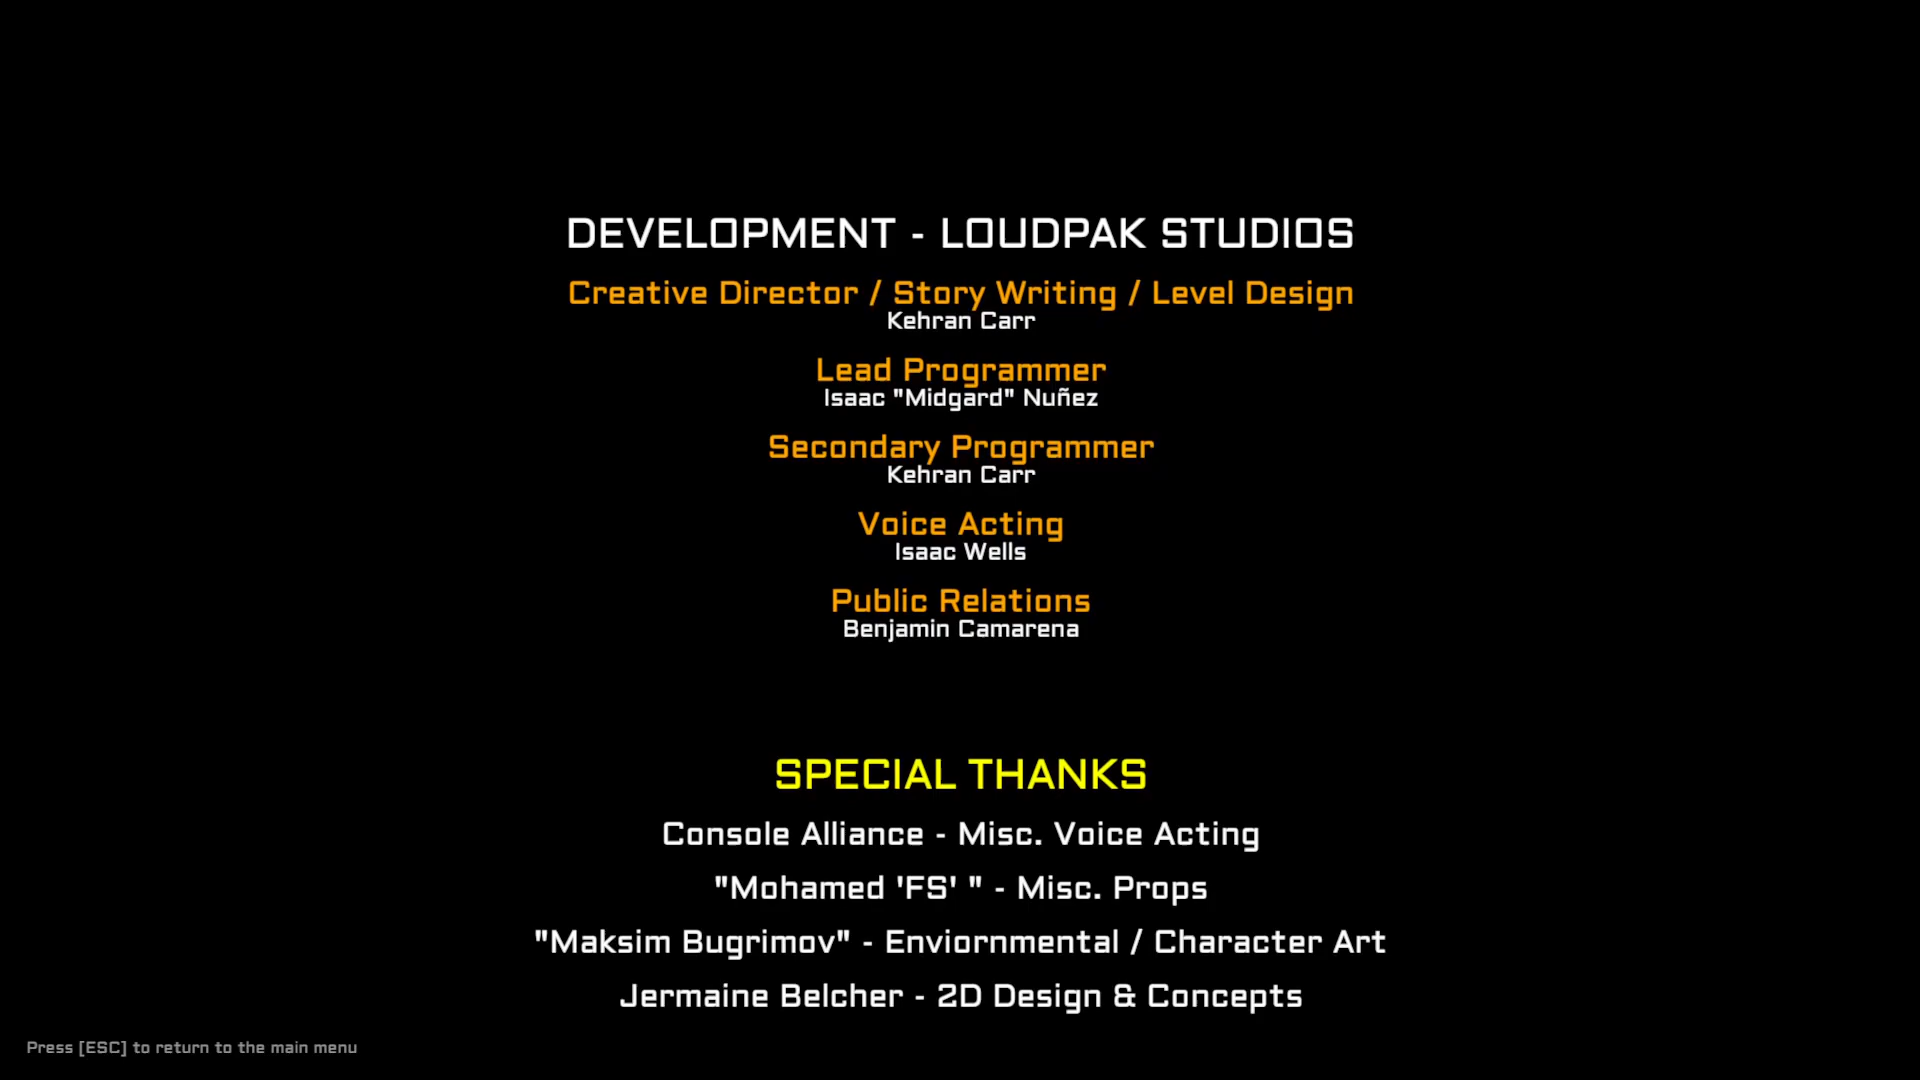 DEVELOPMENT - LOUDPAK STUDIOS
Creative Director / Story Writing / Level Design
Kehran Carr
Lead Programmer
Isaac "Midgard" Nuñez
Secondary Programmer
Kehran Carr
Voice Acting
Isaac Wells
Public Relations
Benjamin Camarena
SPECIAL THANKS
Console Alliance - Misc. Voice Acting
"Mohamed 'FS' " - Misc. Props
"Maksim Bugrimov" - Enviornmental / Character Art
Jermaine Belcher - 2D Design & Concepts
Press [ESC] to return to the main menu